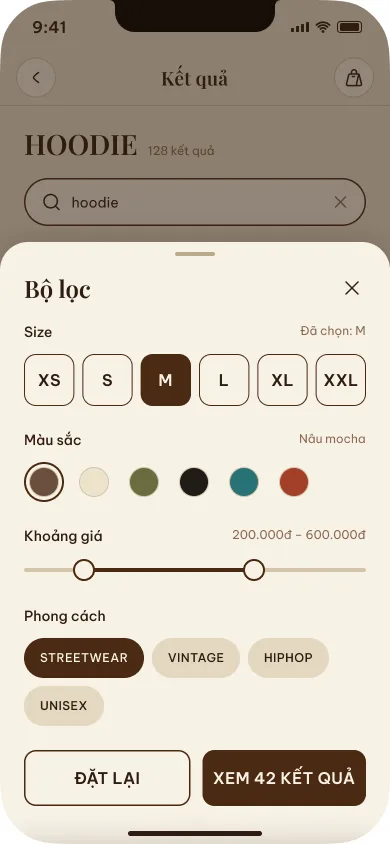 9:41
Kết quả
HOODIE 128 kết quả
hoodie
Bộ lọc
Size Đã chọn: M
XS S M L XL XXL
Màu sắc Nâu mocha
Khoảng giá 200.000đ – 600.000đ
Phong cách
STREETWEAR VINTAGE HIPHOP
UNISEX
ĐẶT LẠI XEM 42 KẾT QUẢ